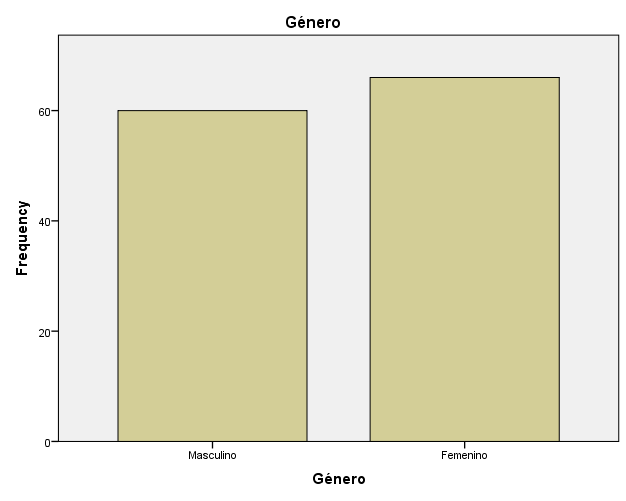 Género
Frequency
60
40
20
0
Masculino
Femenino
Género